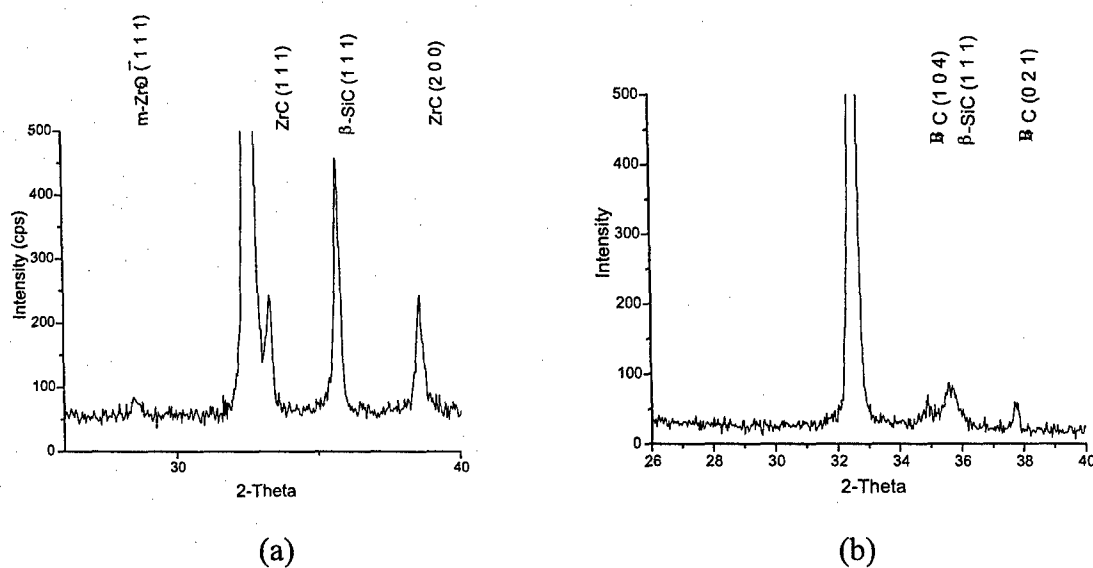 m-ZrO (1̄ 1 1)
ZrC (1 1 1)
β-SiC (1 1 1)
ZrC (2 0 0)
500
400
300
200
100
0
Intensity (cps)
30
40
2-Theta
(a)
B C (1 0 4)
β-SiC (1 1 1)
B C (0 2 1)
500
400
300
200
100
0
Intensity
26
28
30
32
34
36
38
40
2-Theta
(b)